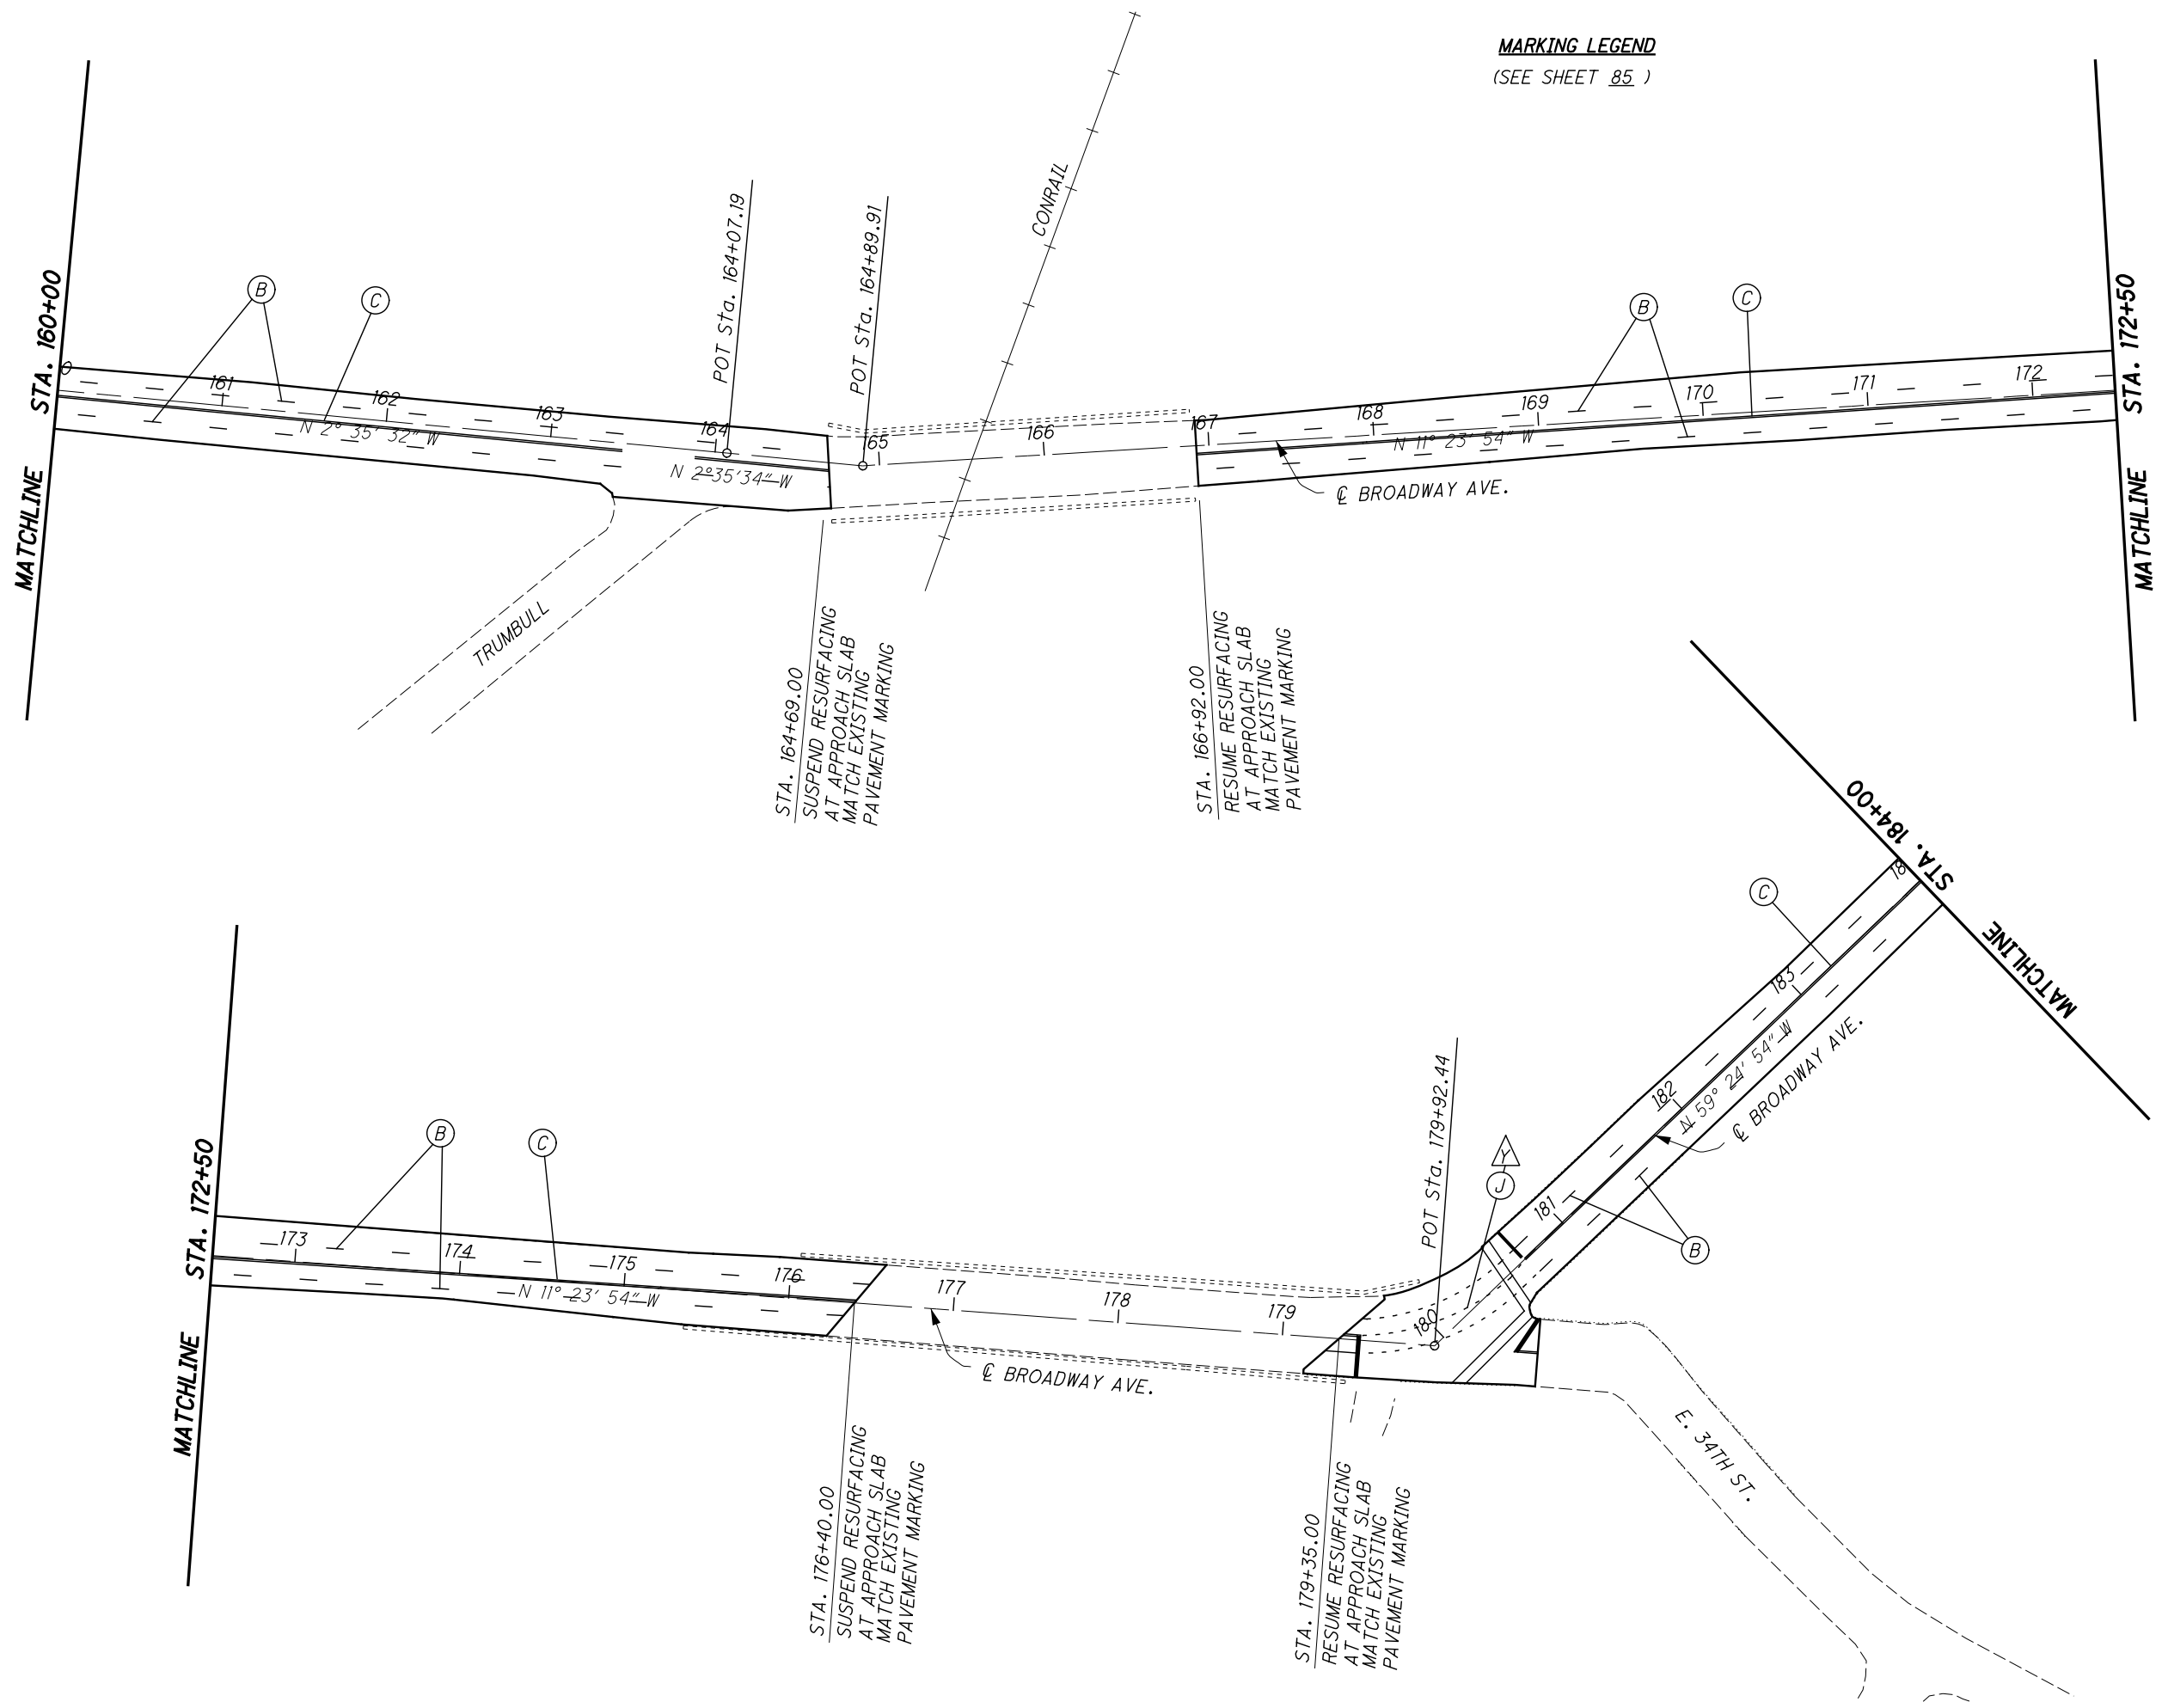 MARKING LEGEND
(SEE SHEET 85 )
MATCHLINE STA. 160+00
B
C
0
161
162
163
164
N 2° 35' 32" W
N 2°35'34" W
POT Sta. 164+07.19
POT Sta. 164+89.91
CONRAIL
165
166
167
168
169
170
171
172
B
C
N 11° 23' 54" W
℄ BROADWAY AVE.
MATCHLINE STA. 172+50
TRUMBULL
STA. 164+69.00
SUSPEND RESURFACING
AT APPROACH SLAB
MATCH EXISTING
PAVEMENT MARKING
STA. 166+92.00
RESUME RESURFACING
AT APPROACH SLAB
MATCH EXISTING
PAVEMENT MARKING
MATCHLINE STA. 172+50
B
C
173
174
175
176
N 11° 23' 54" W
177
178
179
180
℄ BROADWAY AVE.
STA. 176+40.00
SUSPEND RESURFACING
AT APPROACH SLAB
MATCH EXISTING
PAVEMENT MARKING
STA. 179+35.00
RESUME RESURFACING
AT APPROACH SLAB
MATCH EXISTING
PAVEMENT MARKING
POT Sta. 179+92.44
Y
J
181
182
183
18
C
B
N 59° 24' 54" W
℄ BROADWAY AVE.
STA. 184+00
MATCHLINE
E. 34TH ST.